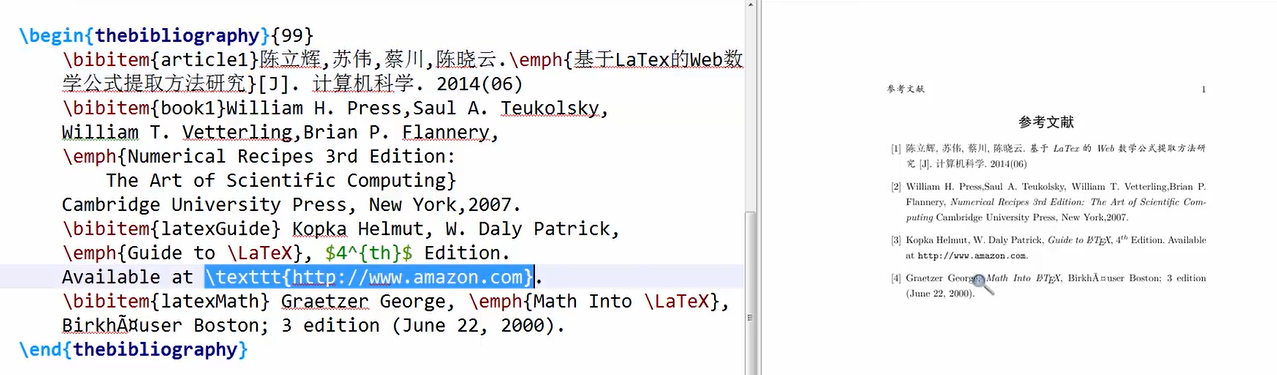 \begin{thebibliography}{99}
\bibitem{article1}陈立辉,苏伟,蔡川,陈晓云.\emph{基于LaTex的Web数
学公式提取方法研究}[J]. 计算机科学. 2014(06)
\bibitem{book1}William H. Press,Saul A. Teukolsky,
William T. Vetterling,Brian P. Flannery,
\emph{Numerical Recipes 3rd Edition:
The Art of Scientific Computing}
Cambridge University Press, New York,2007.
\bibitem{latexGuide} Kopka Helmut, W. Daly Patrick,
\emph{Guide to \LaTeX}, $4^{th}$ Edition.
Available at \texttt{http://www.amazon.com}.
\bibitem{latexMath} Graetzer George, \emph{Math Into \LaTeX},
BirkhÃ¤user Boston; 3 edition (June 22, 2000).
\end{thebibliography}
参考文献 1
参考文献
[1] 陈立辉, 苏伟, 蔡川, 陈晓云. 基于 LaTex 的 Web 数学公式提取方法研
究 [J]. 计算机科学. 2014(06)
[2] William H. Press,Saul A. Teukolsky, William T. Vetterling,Brian P.
Flannery, Numerical Recipes 3rd Edition: The Art of Scientific Com-
puting Cambridge University Press, New York,2007.
[3] Kopka Helmut, W. Daly Patrick, Guide to LATEX, 4th Edition. Available
at http://www.amazon.com.
[4] Graetzer George, Math Into LATEX, BirkhÃ¤user Boston; 3 edition
(June 22, 2000).